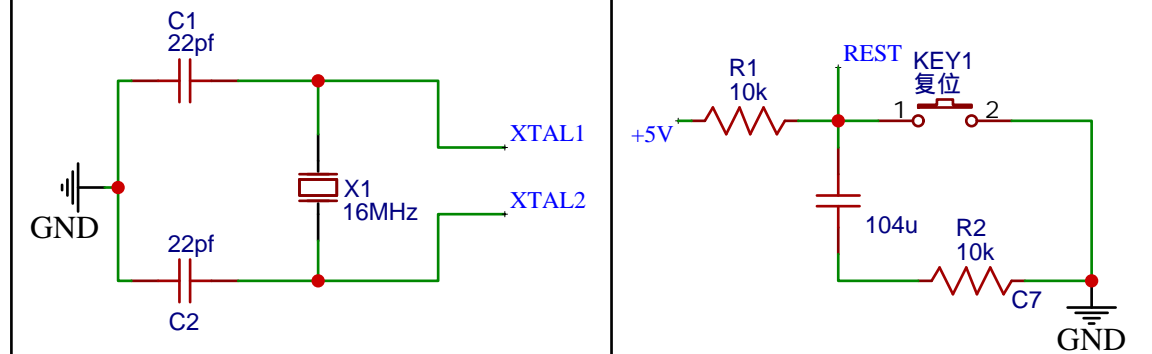 C1
22pf
XTAL1
X1
16MHz
XTAL2
GND
22pf
C2
REST
KEY1
复位
R1
10k
1
2
+5V
104u
R2
10k
C7
GND